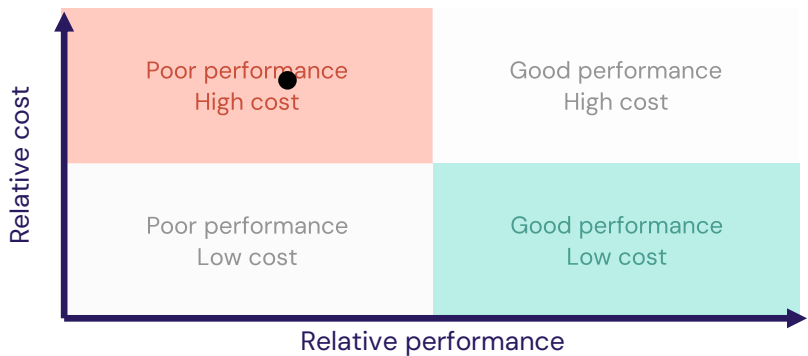 Relative cost
Poor performance
High cost
Good performance
High cost
Poor performance
Low cost
Good performance
Low cost
Relative performance